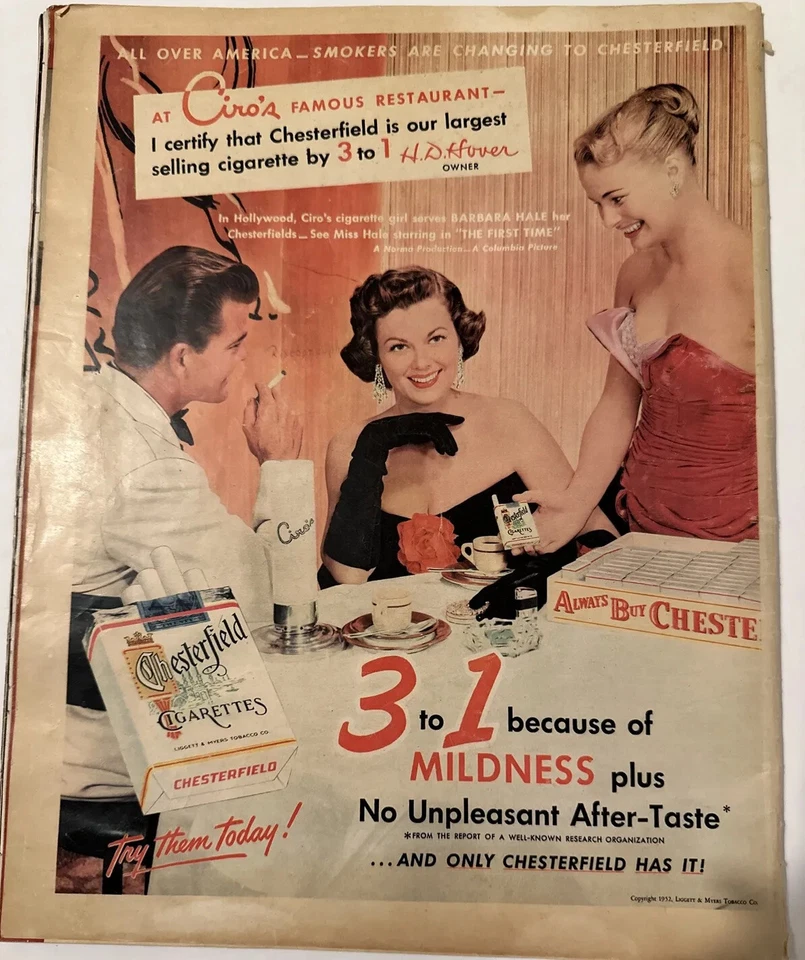 ALL OVER AMERICA — SMOKERS ARE CHANGING TO CHESTERFIELD
AT Ciro's FAMOUS RESTAURANT—
I certify that Chesterfield is our largest
selling cigarette by 3 to 1 H.D. Hover
OWNER
In Hollywood, Ciro's cigarette girl serves BARBARA HALE her
Chesterfields — See Miss Hale starring in "THE FIRST TIME"
A Norma Production — A Columbia Picture
Ciro's
Chesterfield
CIGARETTES
ALWAYS BUY CHESTE
Chesterfield
CIGARETTES
LIGGETT & MYERS TOBACCO CO.
CHESTERFIELD
3 to 1 because of
MILDNESS plus
No Unpleasant After-Taste*
*FROM THE REPORT OF A WELL-KNOWN RESEARCH ORGANIZATION
...AND ONLY CHESTERFIELD HAS IT!
Try them Today!
Copyright 1952, LIGGETT & MYERS TOBACCO CO.